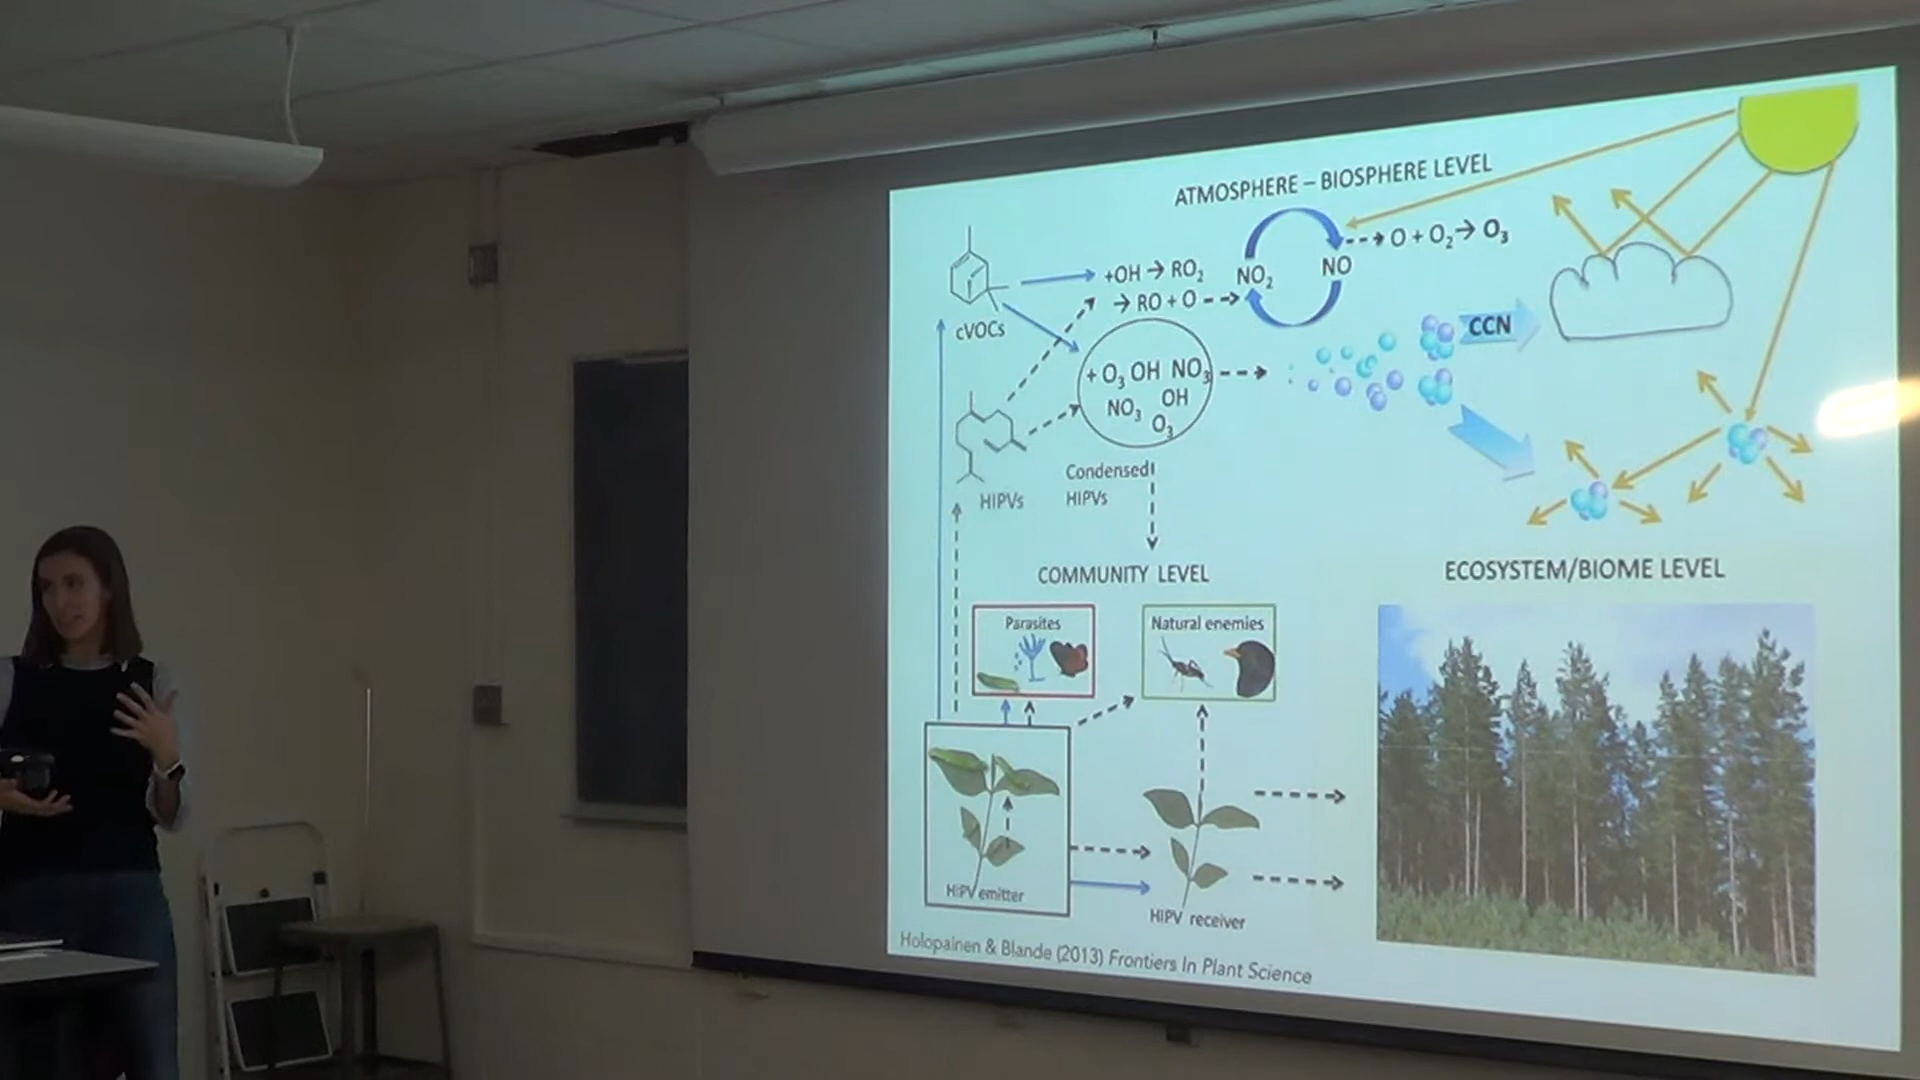 ATMOSPHERE – BIOSPHERE LEVEL
+OH → RO₂
→ RO + O
NO₂
NO
O + O₂ → O₃
cVOCs
CCN
+ O₃ OH NO₃
NO₃ OH
O₃
HIPVs
Condensed
HIPVs
COMMUNITY LEVEL
ECOSYSTEM/BIOME LEVEL
Parasites
Natural enemies
HIPV emitter
HIPV receiver
Holopainen & Blande (2013) Frontiers In Plant Science